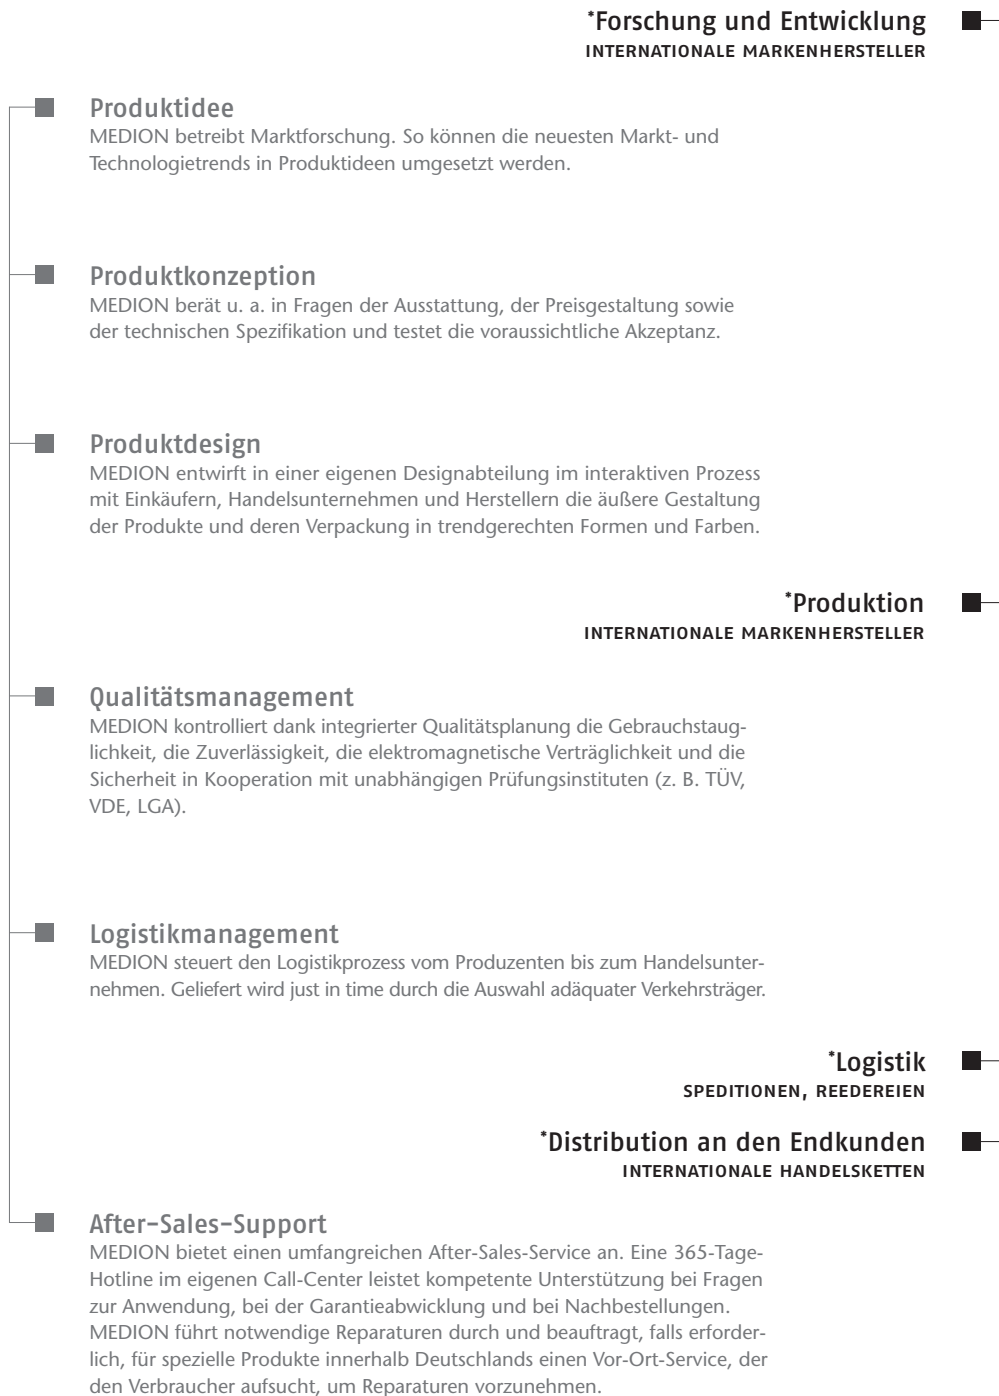 *Forschung und Entwicklung
INTERNATIONALE MARKENHERSTELLER
Produktidee
MEDION betreibt Marktforschung. So können die neuesten Markt- und
Technologietrends in Produktideen umgesetzt werden.
Produktkonzeption
MEDION berät u. a. in Fragen der Ausstattung, der Preisgestaltung sowie
der technischen Spezifikation und testet die voraussichtliche Akzeptanz.
Produktdesign
MEDION entwirft in einer eigenen Designabteilung im interaktiven Prozess
mit Einkäufern, Handelsunternehmen und Herstellern die äußere Gestaltung
der Produkte und deren Verpackung in trendgerechten Formen und Farben.
*Produktion
INTERNATIONALE MARKENHERSTELLER
Qualitätsmanagement
MEDION kontrolliert dank integrierter Qualitätsplanung die Gebrauchstaug-
lichkeit, die Zuverlässigkeit, die elektromagnetische Verträglichkeit und die
Sicherheit in Kooperation mit unabhängigen Prüfungsinstituten (z. B. TÜV,
VDE, LGA).
Logistikmanagement
MEDION steuert den Logistikprozess vom Produzenten bis zum Handelsunter-
nehmen. Geliefert wird just in time durch die Auswahl adäquater Verkehrsträger.
*Logistik
SPEDITIONEN, REEDEREIEN
*Distribution an den Endkunden
INTERNATIONALE HANDELSKETTEN
After-Sales-Support
MEDION bietet einen umfangreichen After-Sales-Service an. Eine 365-Tage-
Hotline im eigenen Call-Center leistet kompetente Unterstützung bei Fragen
zur Anwendung, bei der Garantieabwicklung und bei Nachbestellungen.
MEDION führt notwendige Reparaturen durch und beauftragt, falls erforder-
lich, für spezielle Produkte innerhalb Deutschlands einen Vor-Ort-Service, der
den Verbraucher aufsucht, um Reparaturen vorzunehmen.